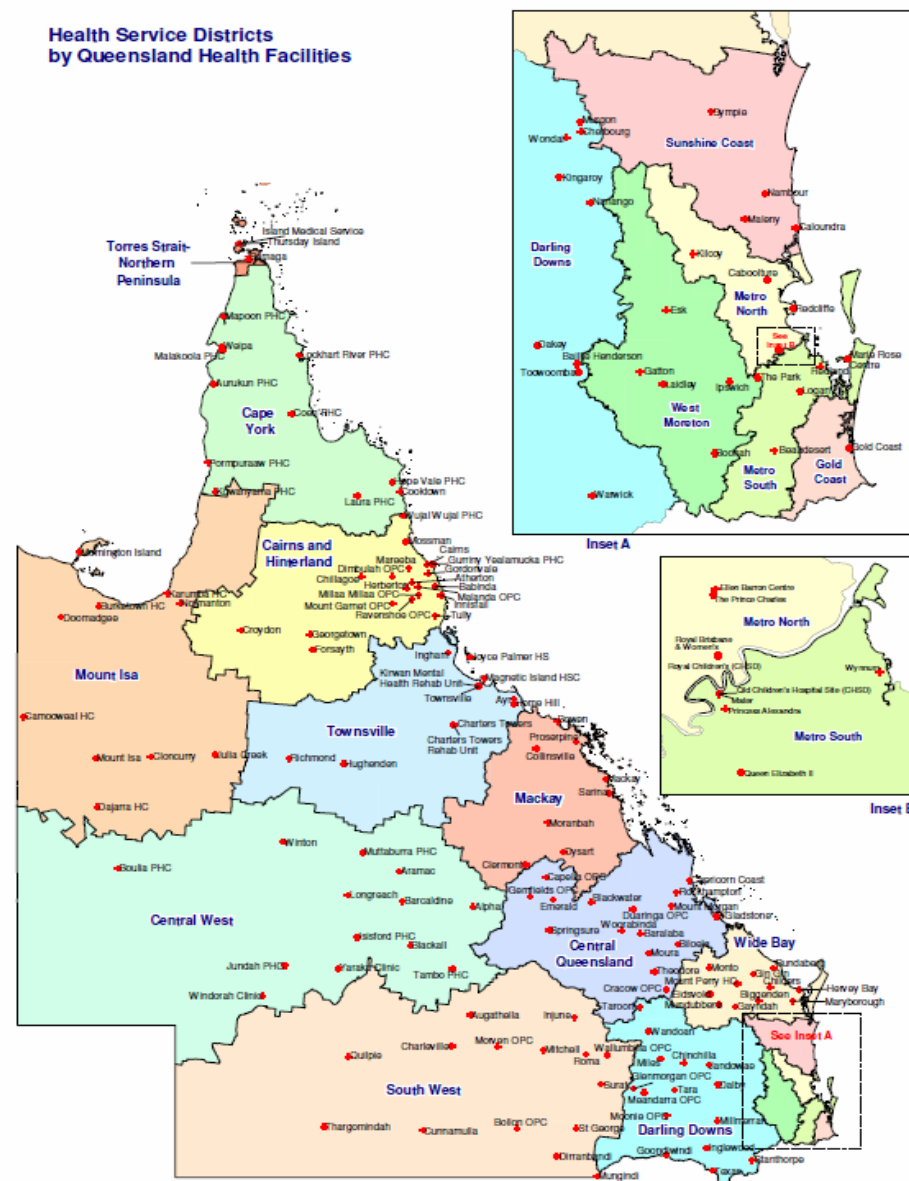 Health Service Districts
by Queensland Health Facilities
Island Medical Service
Thursday Island
Torres Strait-
Northern
Peninsula
Mapoon PHC
Weipa
Malakoola PHC
Lockhart River PHC
Aurukun PHC
Cape
York
Pormpuraaw PHC
Hope Vale PHC
Cooktown
Laura PHC
Wujal Wujal PHC
Mossman
Cairns and
Hinterland
Cairns
Gurriny Yealamucka PHC
Mareeba
Gordonvale
Dimbulah OPC
Atherton
Chillagoe
Herberton
Babinda
Millaa Millaa OPC
Malanda OPC
Mount Garnet OPC
Innisfail
Ravenshoe OPC
Tully
Mornington Island
Karumba HC
Burketown HC
Normanton
Doomadgee
Croydon
Georgetown
Forsayth
Mount Isa
Camooweal HC
Mount Isa
Cloncurry
Julia Creek
Dajarra HC
Ingham
Joyce Palmer HS
Kirwan Mental
Health Rehab Unit
Magnetic Island HSC
Townsville
Ayr
Home Hill
Townsville
Charters Towers
Charters Towers
Rehab Unit
Richmond
Hughenden
Bowen
Proserpine
Collinsville
Mackay
Mackay
Sarina
Moranbah
Dysart
Clermont
Winton
Muttaburra PHC
Boulia PHC
Aramac
Longreach
Barcaldine
Alpha
Central West
Isisford PHC
Blackall
Jundah PHC
Yaraka Clinic
Tambo PHC
Windorah Clinic
Capella OPC
Gemfields OPC
Emerald
Blackwater
Capricorn Coast
Rockhampton
Mount Morgan
Gladstone
Duaringa OPC
Woorabinda
Springsure
Baralaba
Central
Queensland
Biloela
Moura
Theodore
Cracow OPC
Wide Bay
Monto
Bundaberg
Gin Gin
Mount Perry HC
Childers
Eidsvold
Biggenden
Hervey Bay
Mundubbera
Gayndah
Maryborough
Taroom
Augathella
Injune
Charleville
Morven OPC
Mitchell
Roma
Quilpie
South West
Surat
Thargomindah
Cunnamulla
Bollon OPC
St George
Dirranbandi
Mungindi
Wandoan
Wallumbilla OPC
Miles
Chinchilla
Jandowae
Glenmorgan OPC
Tara
Dalby
Meandarra OPC
Moonie OPC
Millmerran
Darling Downs
Goondiwindi
Inglewood
Stanthorpe
Texas
See Inset A
Murgon
Cherbourg
Wondai
Kingaroy
Nanango
Gympie
Sunshine Coast
Nambour
Maleny
Caloundra
Darling
Downs
Kilcoy
Caboolture
Metro
North
Esk
Redcliffe
See
Inset B
Oakey
Baillie Henderson
Toowoomba
Gatton
Laidley
Ipswich
The Park
Redland
Marie Rose
Centre
Logan
West
Moreton
Boonah
Beaudesert
Metro
South
Gold
Coast
Gold Coast
Warwick
Inset A
Ellen Barron Centre
The Prince Charles
Metro North
Royal Brisbane
& Women's
Royal Children's (CHSD)
Wynnum
Qld Children's Hospital Site (CHSD)
Mater
Princess Alexandra
Metro South
Queen Elizabeth II